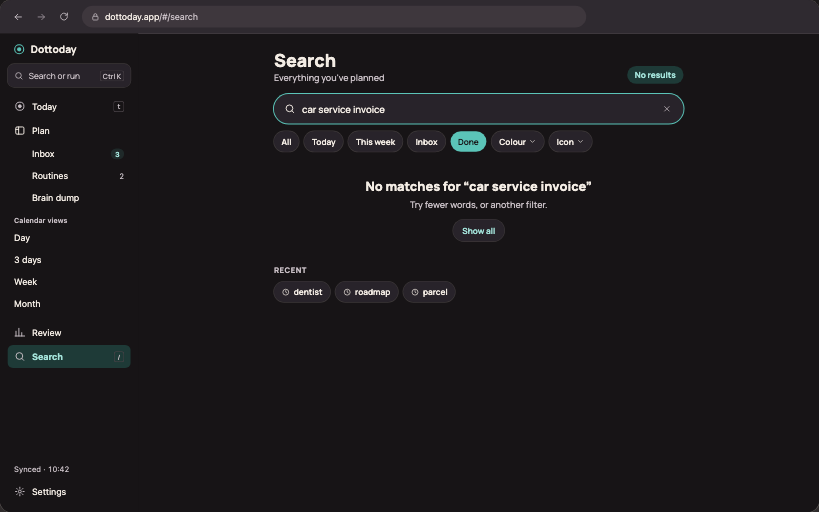 dottoday.app/#/search
Dottoday
Search or run Ctrl K
Today t
Plan
Inbox 3
Routines 2
Brain dump
Calendar views
Day
3 days
Week
Month
Review
Search /
Synced · 10:42
Settings
Search
Everything you've planned
No results
car service invoice
All Today This week Inbox Done Colour Icon
No matches for “car service invoice”
Try fewer words, or another filter.
Show all
RECENT
dentist roadmap parcel